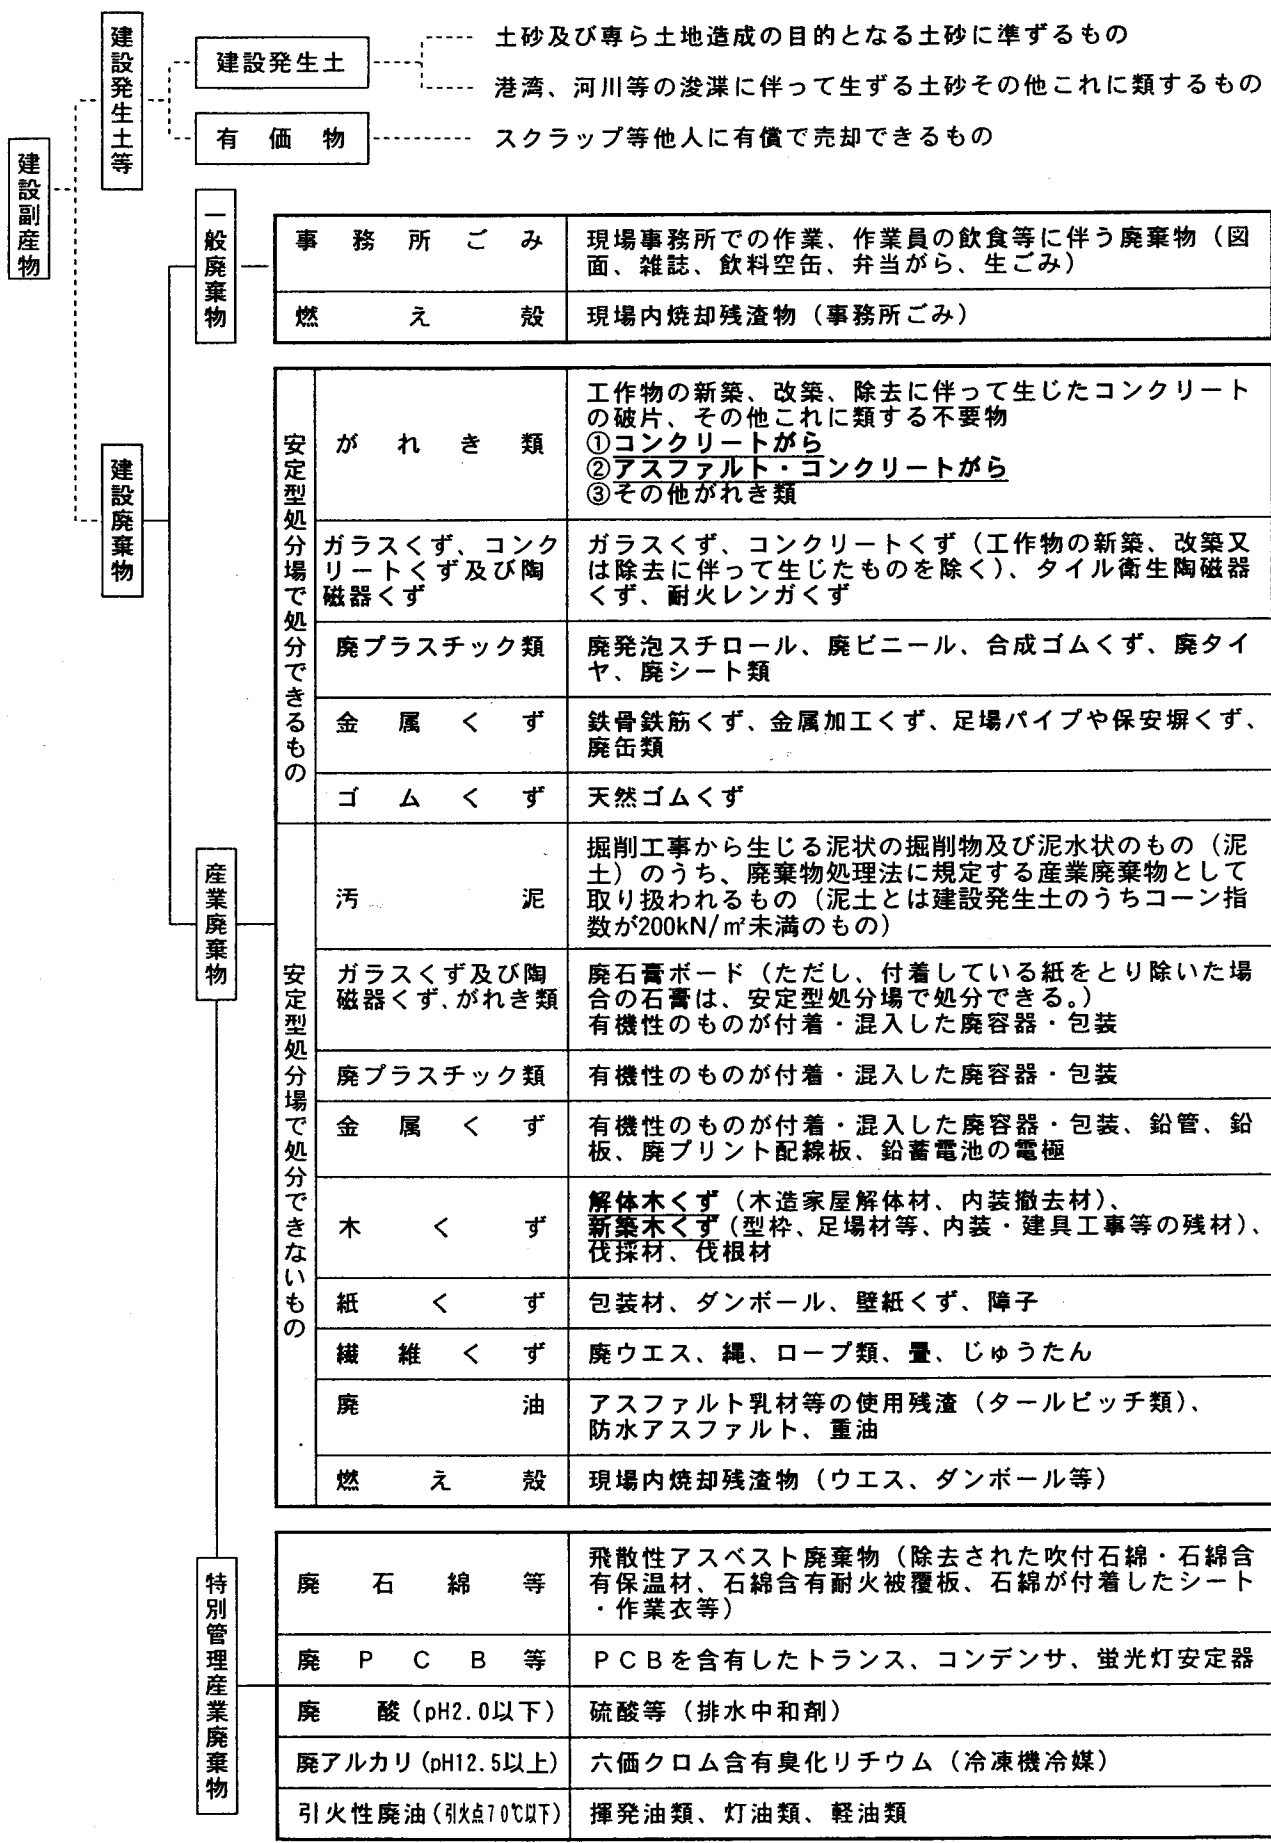 建設副産物
建設発生土等
建設発生土
土砂及び専ら土地造成の目的となる土砂に準ずるもの
港湾、河川等の浚渫に伴って生ずる土砂その他これに類するもの
有価物
スクラップ等他人に有償で売却できるもの
建設廃棄物
一般廃棄物
事務所ごみ
現場事務所での作業、作業員の飲食等に伴う廃棄物（図
面、雑誌、飲料空缶、弁当がら、生ごみ）
燃え殻
現場内焼却残渣物（事務所ごみ）
産業廃棄物
安定型処分場で処分できるもの
がれき類
工作物の新築、改築、除去に伴って生じたコンクリート
の破片、その他これに類する不要物
①コンクリートがら
②アスファルト・コンクリートがら
③その他がれき類
ガラスくず、コンク
リートくず及び陶
磁器くず
ガラスくず、コンクリートくず（工作物の新築、改築又
は除去に伴って生じたものを除く）、タイル衛生陶磁器
くず、耐火レンガくず
廃プラスチック類
廃発泡スチロール、廃ビニール、合成ゴムくず、廃タイ
ヤ、廃シート類
金属くず
鉄骨鉄筋くず、金属加工くず、足場パイプや保安塀くず、
廃缶類
ゴムくず
天然ゴムくず
安定型処分場で処分できないもの
汚泥
掘削工事から生じる泥状の掘削物及び泥水状のもの（泥
土）のうち、廃棄物処理法に規定する産業廃棄物として
取り扱われるもの（泥土とは建設発生土のうちコーン指
数が200kN/㎡未満のもの）
ガラスくず及び陶
磁器くず、がれき類
廃石膏ボード（ただし、付着している紙をとり除いた場
合の石膏は、安定型処分場で処分できる。）
有機性のものが付着・混入した廃容器・包装
廃プラスチック類
有機性のものが付着・混入した廃容器・包装
金属くず
有機性のものが付着・混入した廃容器・包装、鉛管、鉛
板、廃プリント配線板、鉛蓄電池の電極
木くず
解体木くず（木造家屋解体材、内装撤去材）、
新築木くず（型枠、足場材等、内装・建具工事等の残材）、
伐採材、伐根材
紙くず
包装材、ダンボール、壁紙くず、障子
繊維くず
廃ウエス、縄、ロープ類、畳、じゅうたん
廃油
アスファルト乳材等の使用残渣（タールピッチ類）、
防水アスファルト、重油
燃え殻
現場内焼却残渣物（ウエス、ダンボール等）
特別管理産業廃棄物
廃石綿等
飛散性アスベスト廃棄物（除去された吹付石綿・石綿含
有保温材、石綿含有耐火被覆板、石綿が付着したシート
・作業衣等）
廃ＰＣＢ等
ＰＣＢを含有したトランス、コンデンサ、蛍光灯安定器
廃酸（pH2.0以下）
硫酸等（排水中和剤）
廃アルカリ（pH12.5以上）
六価クロム含有臭化リチウム（冷凍機冷媒）
引火性廃油（引火点70℃以下）
揮発油類、灯油類、軽油類